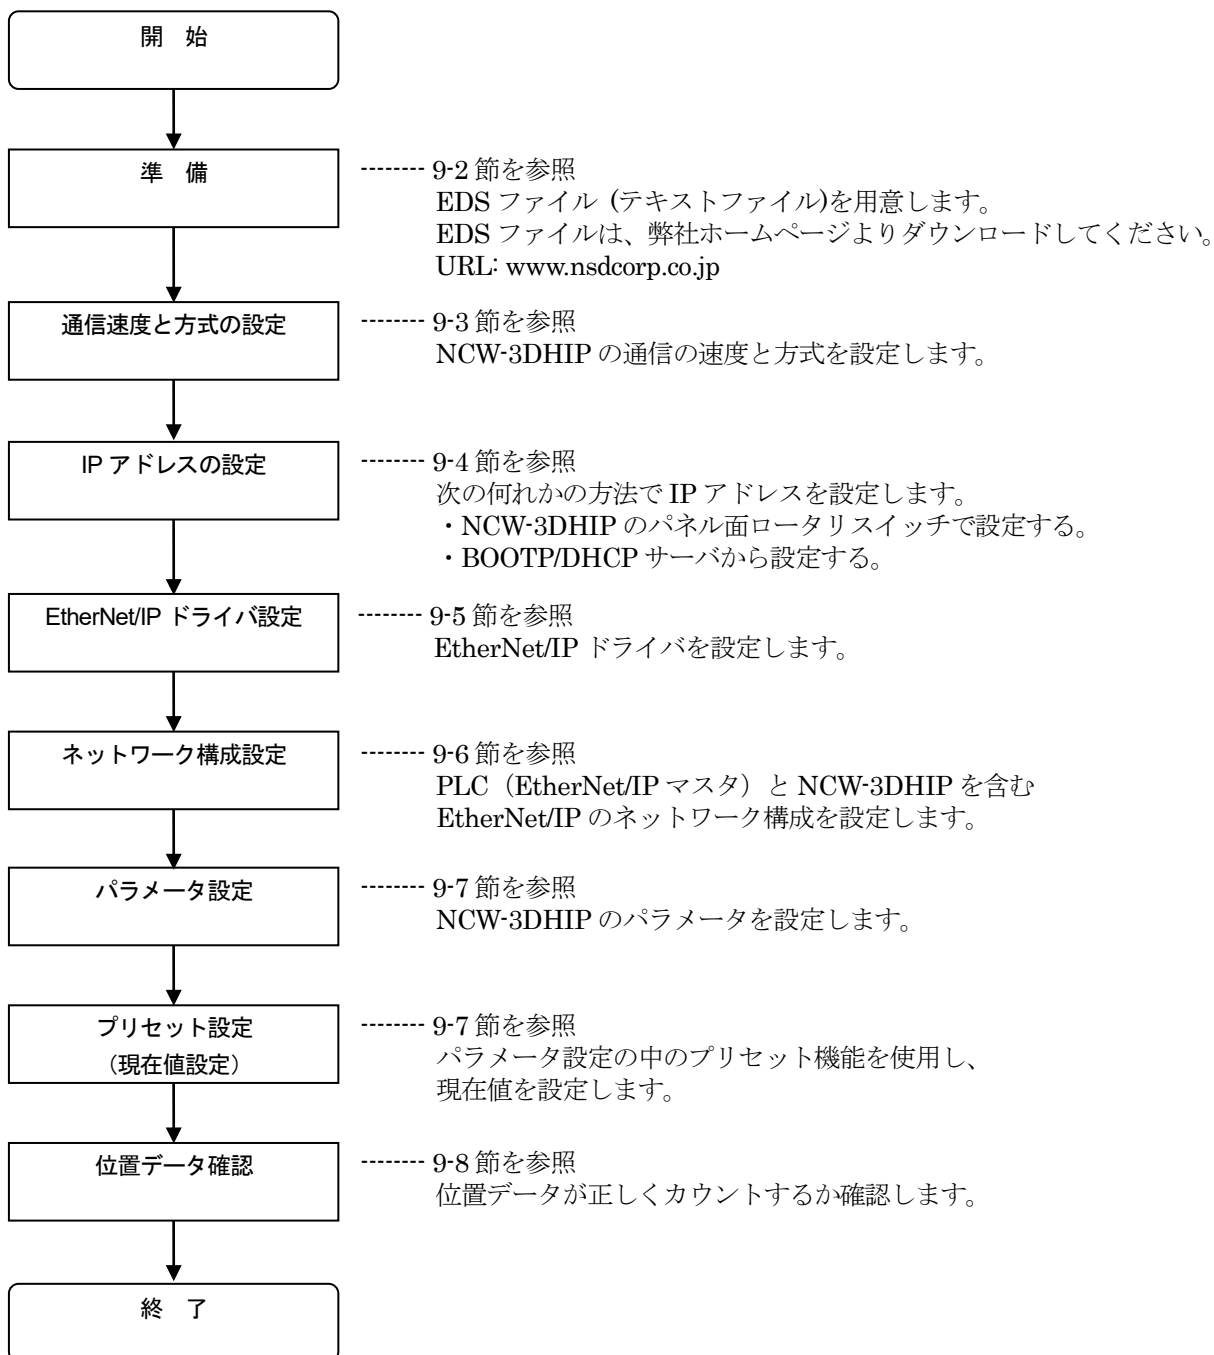 開　始
準　備
-------- 9-2 節を参照
EDS ファイル (テキストファイル)を用意します。
EDS ファイルは、弊社ホームページよりダウンロードしてください。
URL: www.nsdcorp.co.jp
通信速度と方式の設定
-------- 9-3 節を参照
NCW-3DHIP の通信の速度と方式を設定します。
IP アドレスの設定
-------- 9-4 節を参照
次の何れかの方法で IP アドレスを設定します。
・NCW-3DHIP のパネル面ロータリスイッチで設定する。
・BOOTP/DHCP サーバから設定する。
EtherNet/IP ドライバ設定
-------- 9-5 節を参照
EtherNet/IP ドライバを設定します。
ネットワーク構成設定
-------- 9-6 節を参照
PLC（EtherNet/IP マスタ）と NCW-3DHIP を含む
EtherNet/IP のネットワーク構成を設定します。
パラメータ設定
-------- 9-7 節を参照
NCW-3DHIP のパラメータを設定します。
プリセット設定
（現在値設定）
-------- 9-7 節を参照
パラメータ設定の中のプリセット機能を使用し、
現在値を設定します。
位置データ確認
-------- 9-8 節を参照
位置データが正しくカウントするか確認します。
終　了